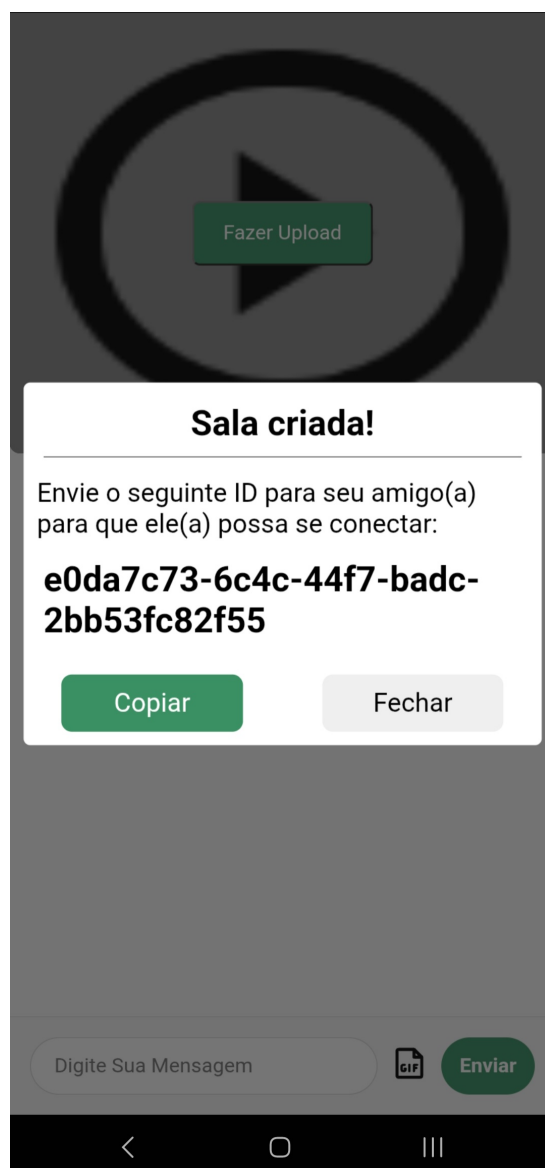 Fazer Upload
Sala criada!
Envie o seguinte ID para seu amigo(a)
para que ele(a) possa se conectar:
e0da7c73-6c4c-44f7-badc-
2bb53fc82f55
Copiar
Fechar
Digite Sua Mensagem
GIF
Enviar